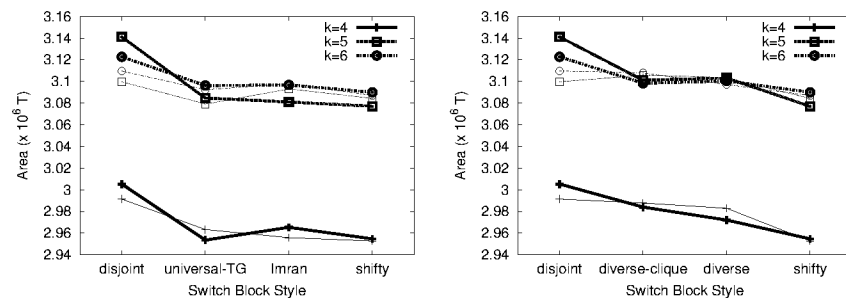 3.16
3.14
3.12
3.1
3.08
3.06
3.04
3.02
3
2.98
2.96
2.94
Area (x 10^6 T)
k=4
k=5
k=6
disjoint universal-TG Imran shifty
Switch Block Style
3.16
3.14
3.12
3.1
3.08
3.06
3.04
3.02
3
2.98
2.96
2.94
Area (x 10^6 T)
k=4
k=5
k=6
disjoint diverse-clique diverse shifty
Switch Block Style